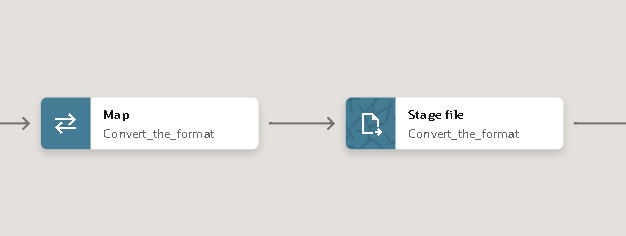 Map
Convert_the_format
Stage file
Convert_the_format